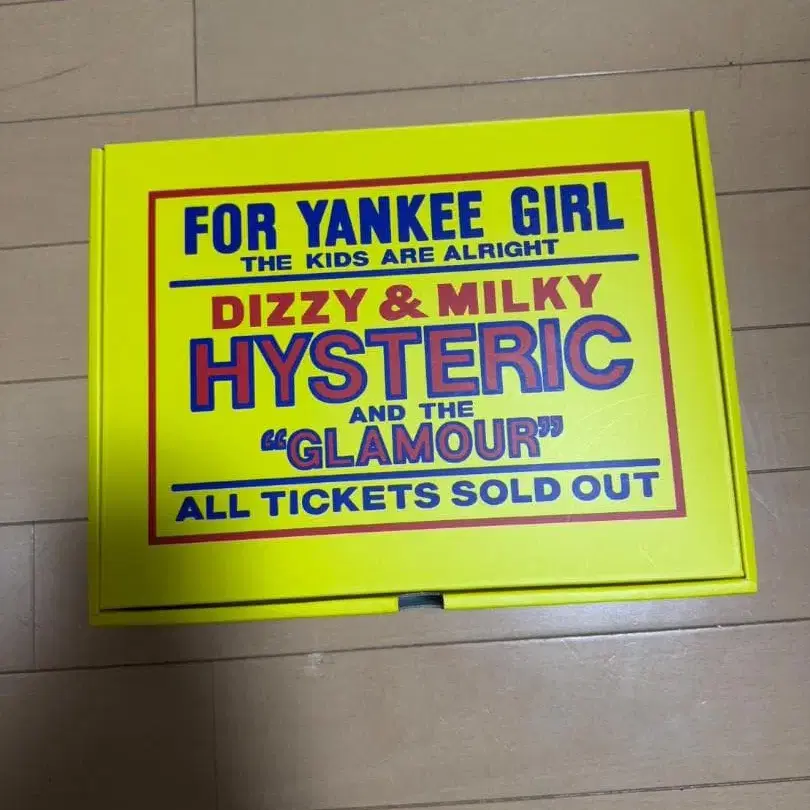 FOR YANKEE GIRL
THE KIDS ARE ALRIGHT
DIZZY & MILKY
HYSTERIC
AND THE
“GLAMOUR”
ALL TICKETS SOLD OUT